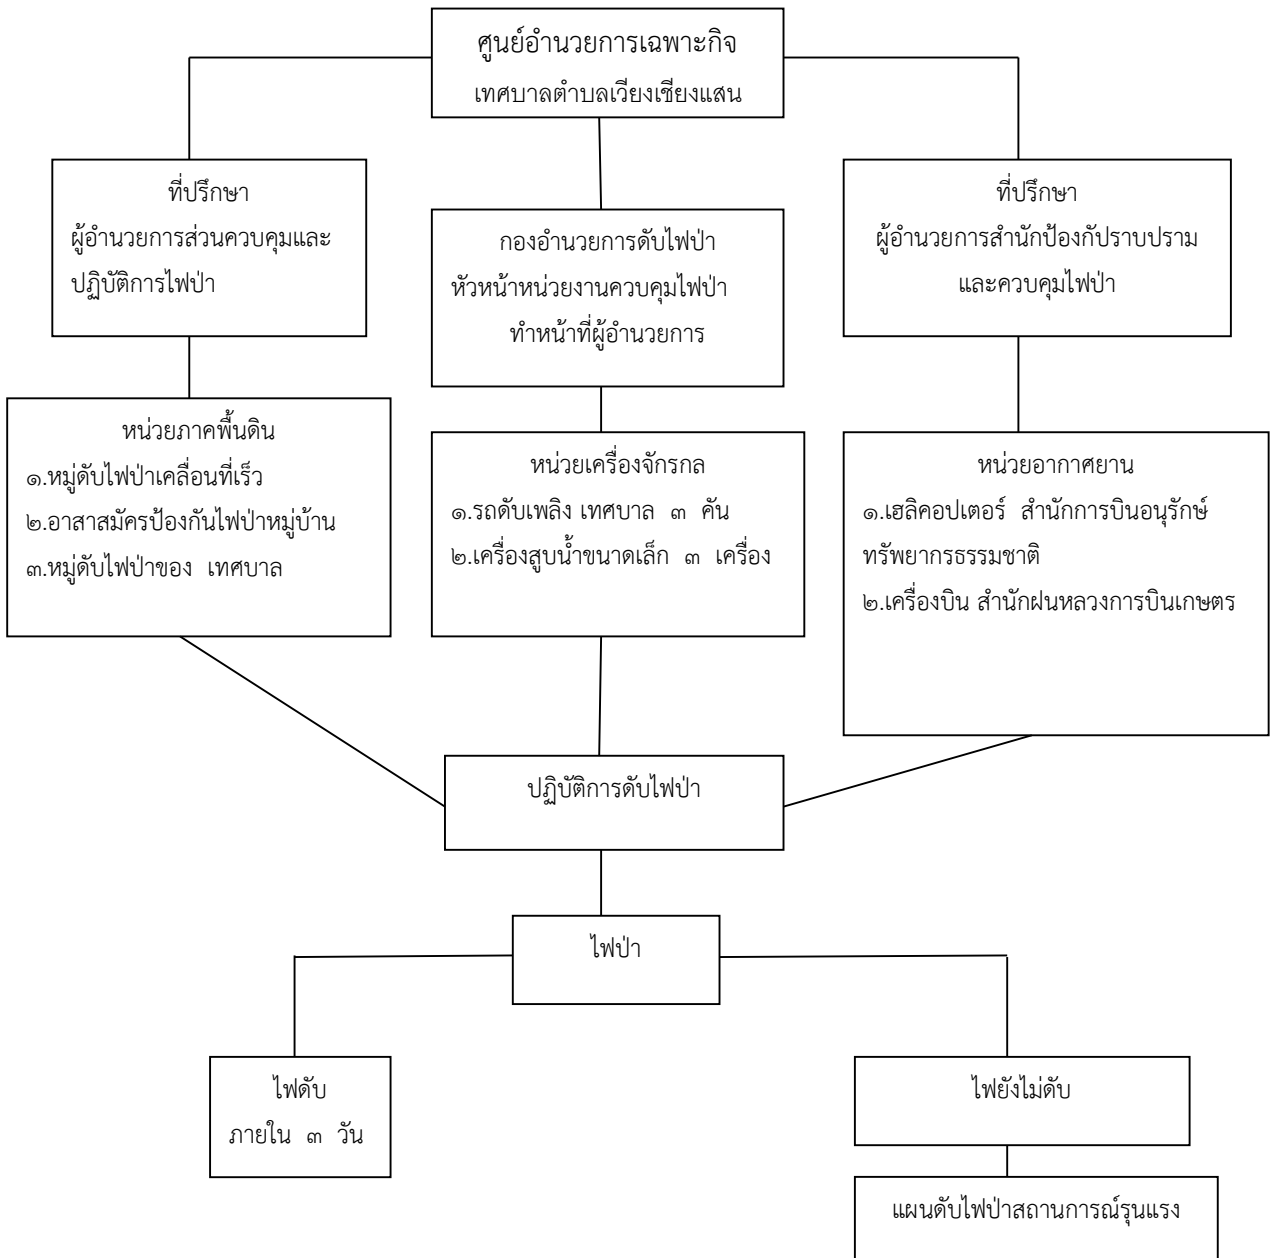 ศูนย์อำนวยการเฉพาะกิจ
เทศบาลตำบลเวียงเชียงแสน
ที่ปรึกษา
ผู้อำนวยการส่วนควบคุมและ
ปฏิบัติการไฟป่า
กองอำนวยการดับไฟป่า
หัวหน้าหน่วยงานควบคุมไฟป่า
ทำหน้าที่ผู้อำนวยการ
ที่ปรึกษา
ผู้อำนวยการสำนักป้องกัปราบปราม
และควบคุมไฟป่า
หน่วยภาคพื้นดิน
๑.หมู่ดับไฟป่าเคลื่อนที่เร็ว
๒.อาสาสมัครป้องกันไฟป่าหมู่บ้าน
๓.หมู่ดับไฟป่าของ เทศบาล
หน่วยเครื่องจักรกล
๑.รถดับเพลิง เทศบาล ๓ คัน
๒.เครื่องสูบน้ำขนาดเล็ก ๓ เครื่อง
หน่วยอากาศยาน
๑.เฮลิคอปเตอร์ สำนักการบินอนุรักษ์
ทรัพยากรธรรมชาติ
๒.เครื่องบิน สำนักฝนหลวงการบินเกษตร
ปฏิบัติการดับไฟป่า
ไฟป่า
ไฟดับ
ภายใน ๓ วัน
ไฟยังไม่ดับ
แผนดับไฟป่าสถานการณ์รุนแรง